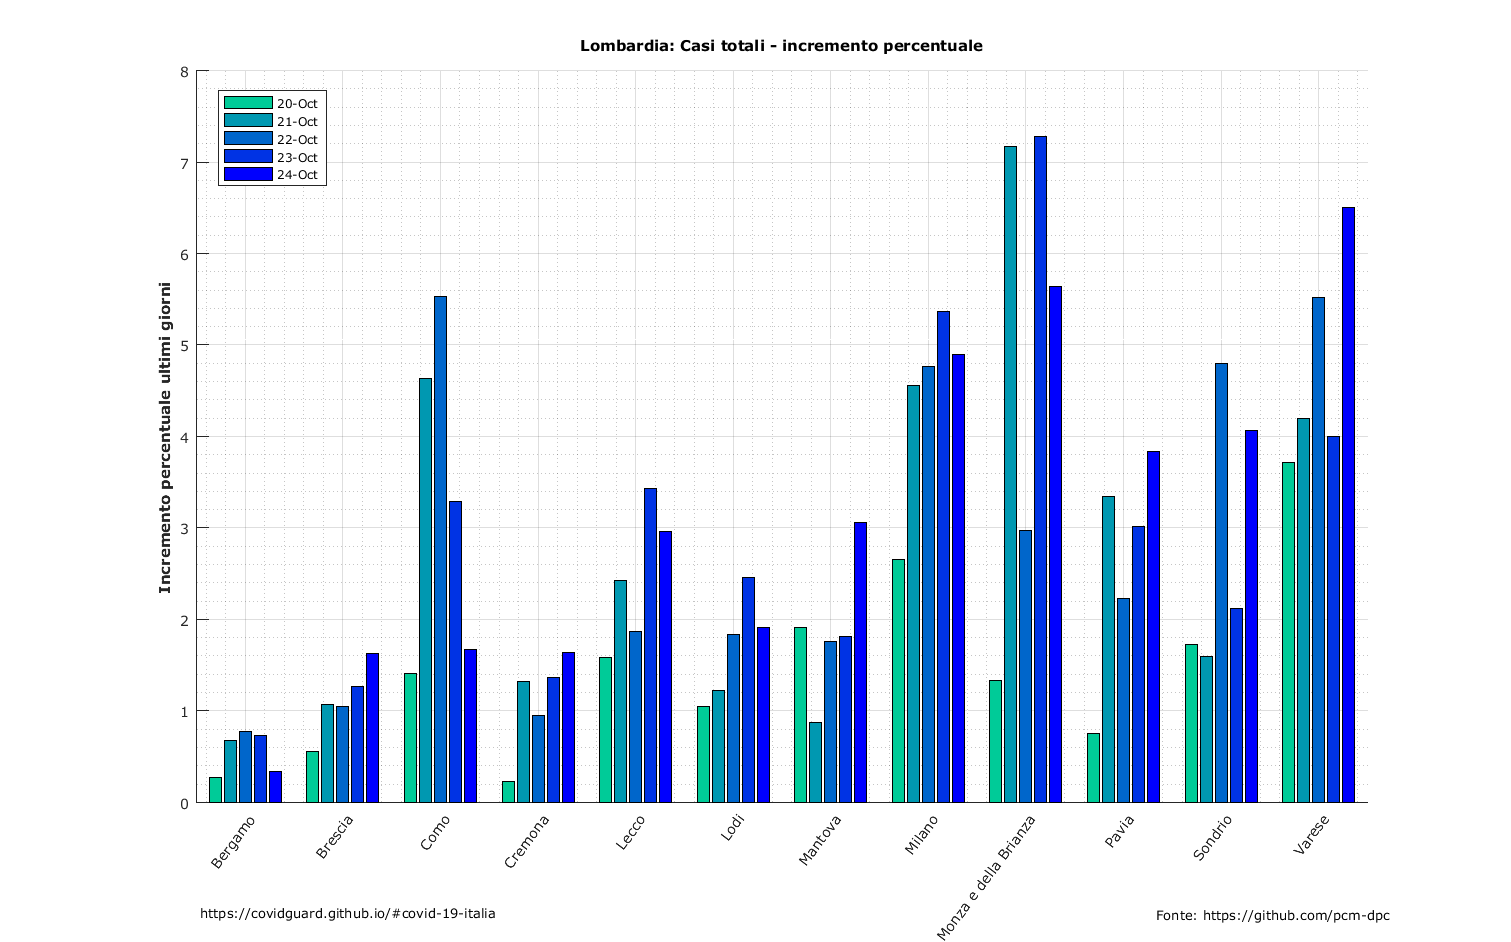 Lombardia: Casi totali - incremento percentuale
8
7
6
5
4
3
2
1
0
Incremento percentuale ultimi giorni
20-Oct
21-Oct
22-Oct
23-Oct
24-Oct
Bergamo
Brescia
Como
Cremona
Lecco
Lodi
Mantova
Milano
Monza e della Brianza
Pavia
Sondrio
Varese
https://covidguard.github.io/#covid-19-italia
Fonte: https://github.com/pcm-dpc